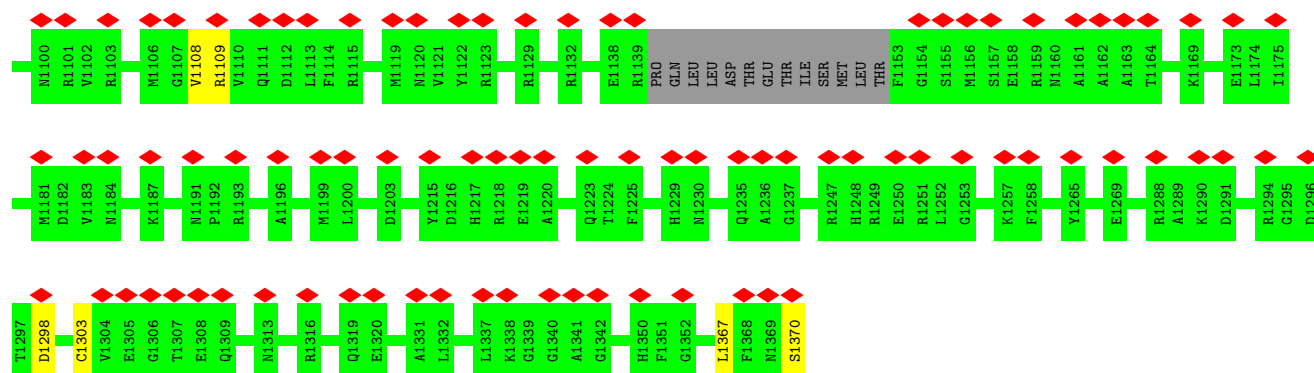 N1100 R1101 V1102 R1103 M1106 G1107 V1108 R1109 V1110 Q1111 D1112 L1113 F1114 R1115 M1119 N1120 V1121 Y1122 R1123 R1129 R1132 E1138 R1139 PRO GLN LEU LEU ASP THR GLU THR ILE SER MET LEU THR F1153 G1154 S1155 M1156 S1157 E1158 R1159 N1160 A1161 A1162 A1163 T1164 K1169 E1173 L1174 I1175
M1181 D1182 V1183 N1184 K1187 N1191 P1192 R1193 A1196 M1199 L1200 D1203 Y1215 D1216 H1217 R1218 E1219 A1220 Q1223 T1224 F1225 H1229 N1230 Q1235 A1236 G1237 R1247 H1248 R1249 E1250 R1251 L1252 G1253 K1257 F1258 Y1265 E1269 R1288 A1289 K1290 D1291 R1294 G1295 D1296
T1297 D1298 C1303 V1304 E1305 G1306 T1307 E1308 Q1309 N1313 R1316 Q1319 E1320 A1331 L1332 L1337 K1338 G1339 G1340 A1341 G1342 H1350 F1351 G1352 L1367 F1368 N1369 S1370